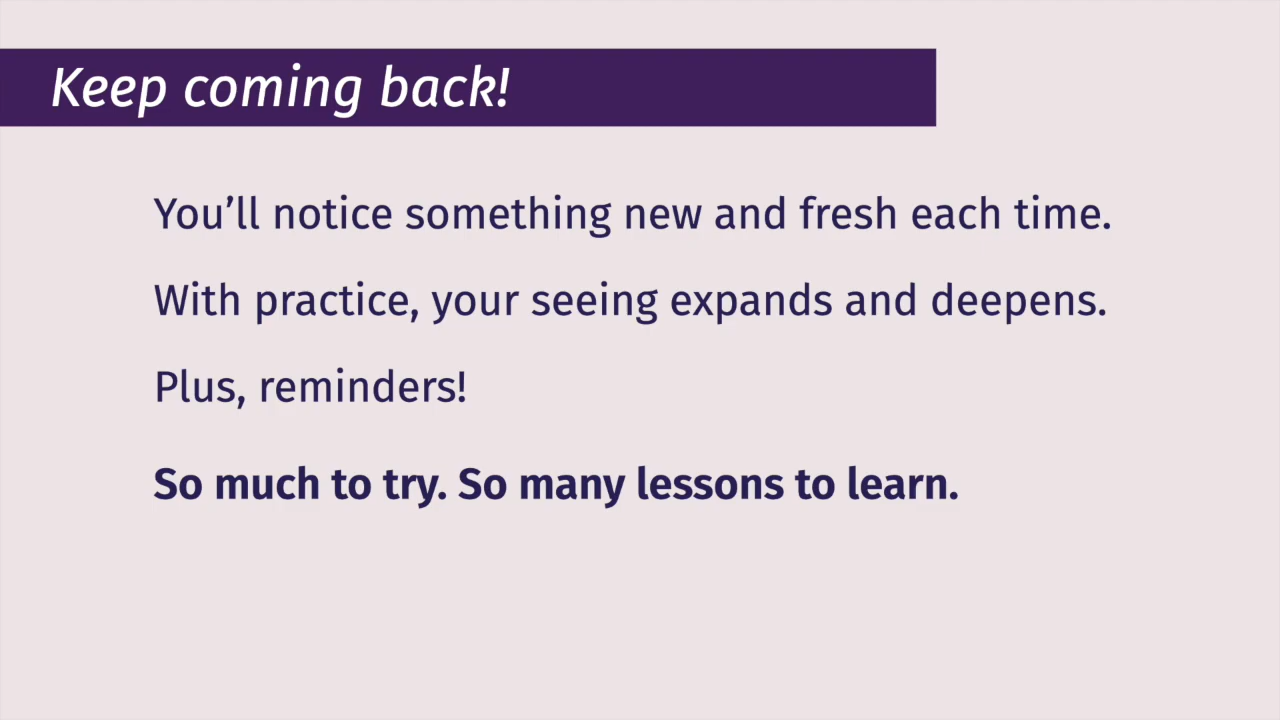 Keep coming back!
You’ll notice something new and fresh each time.
With practice, your seeing expands and deepens.
Plus, reminders!
So much to try. So many lessons to learn.